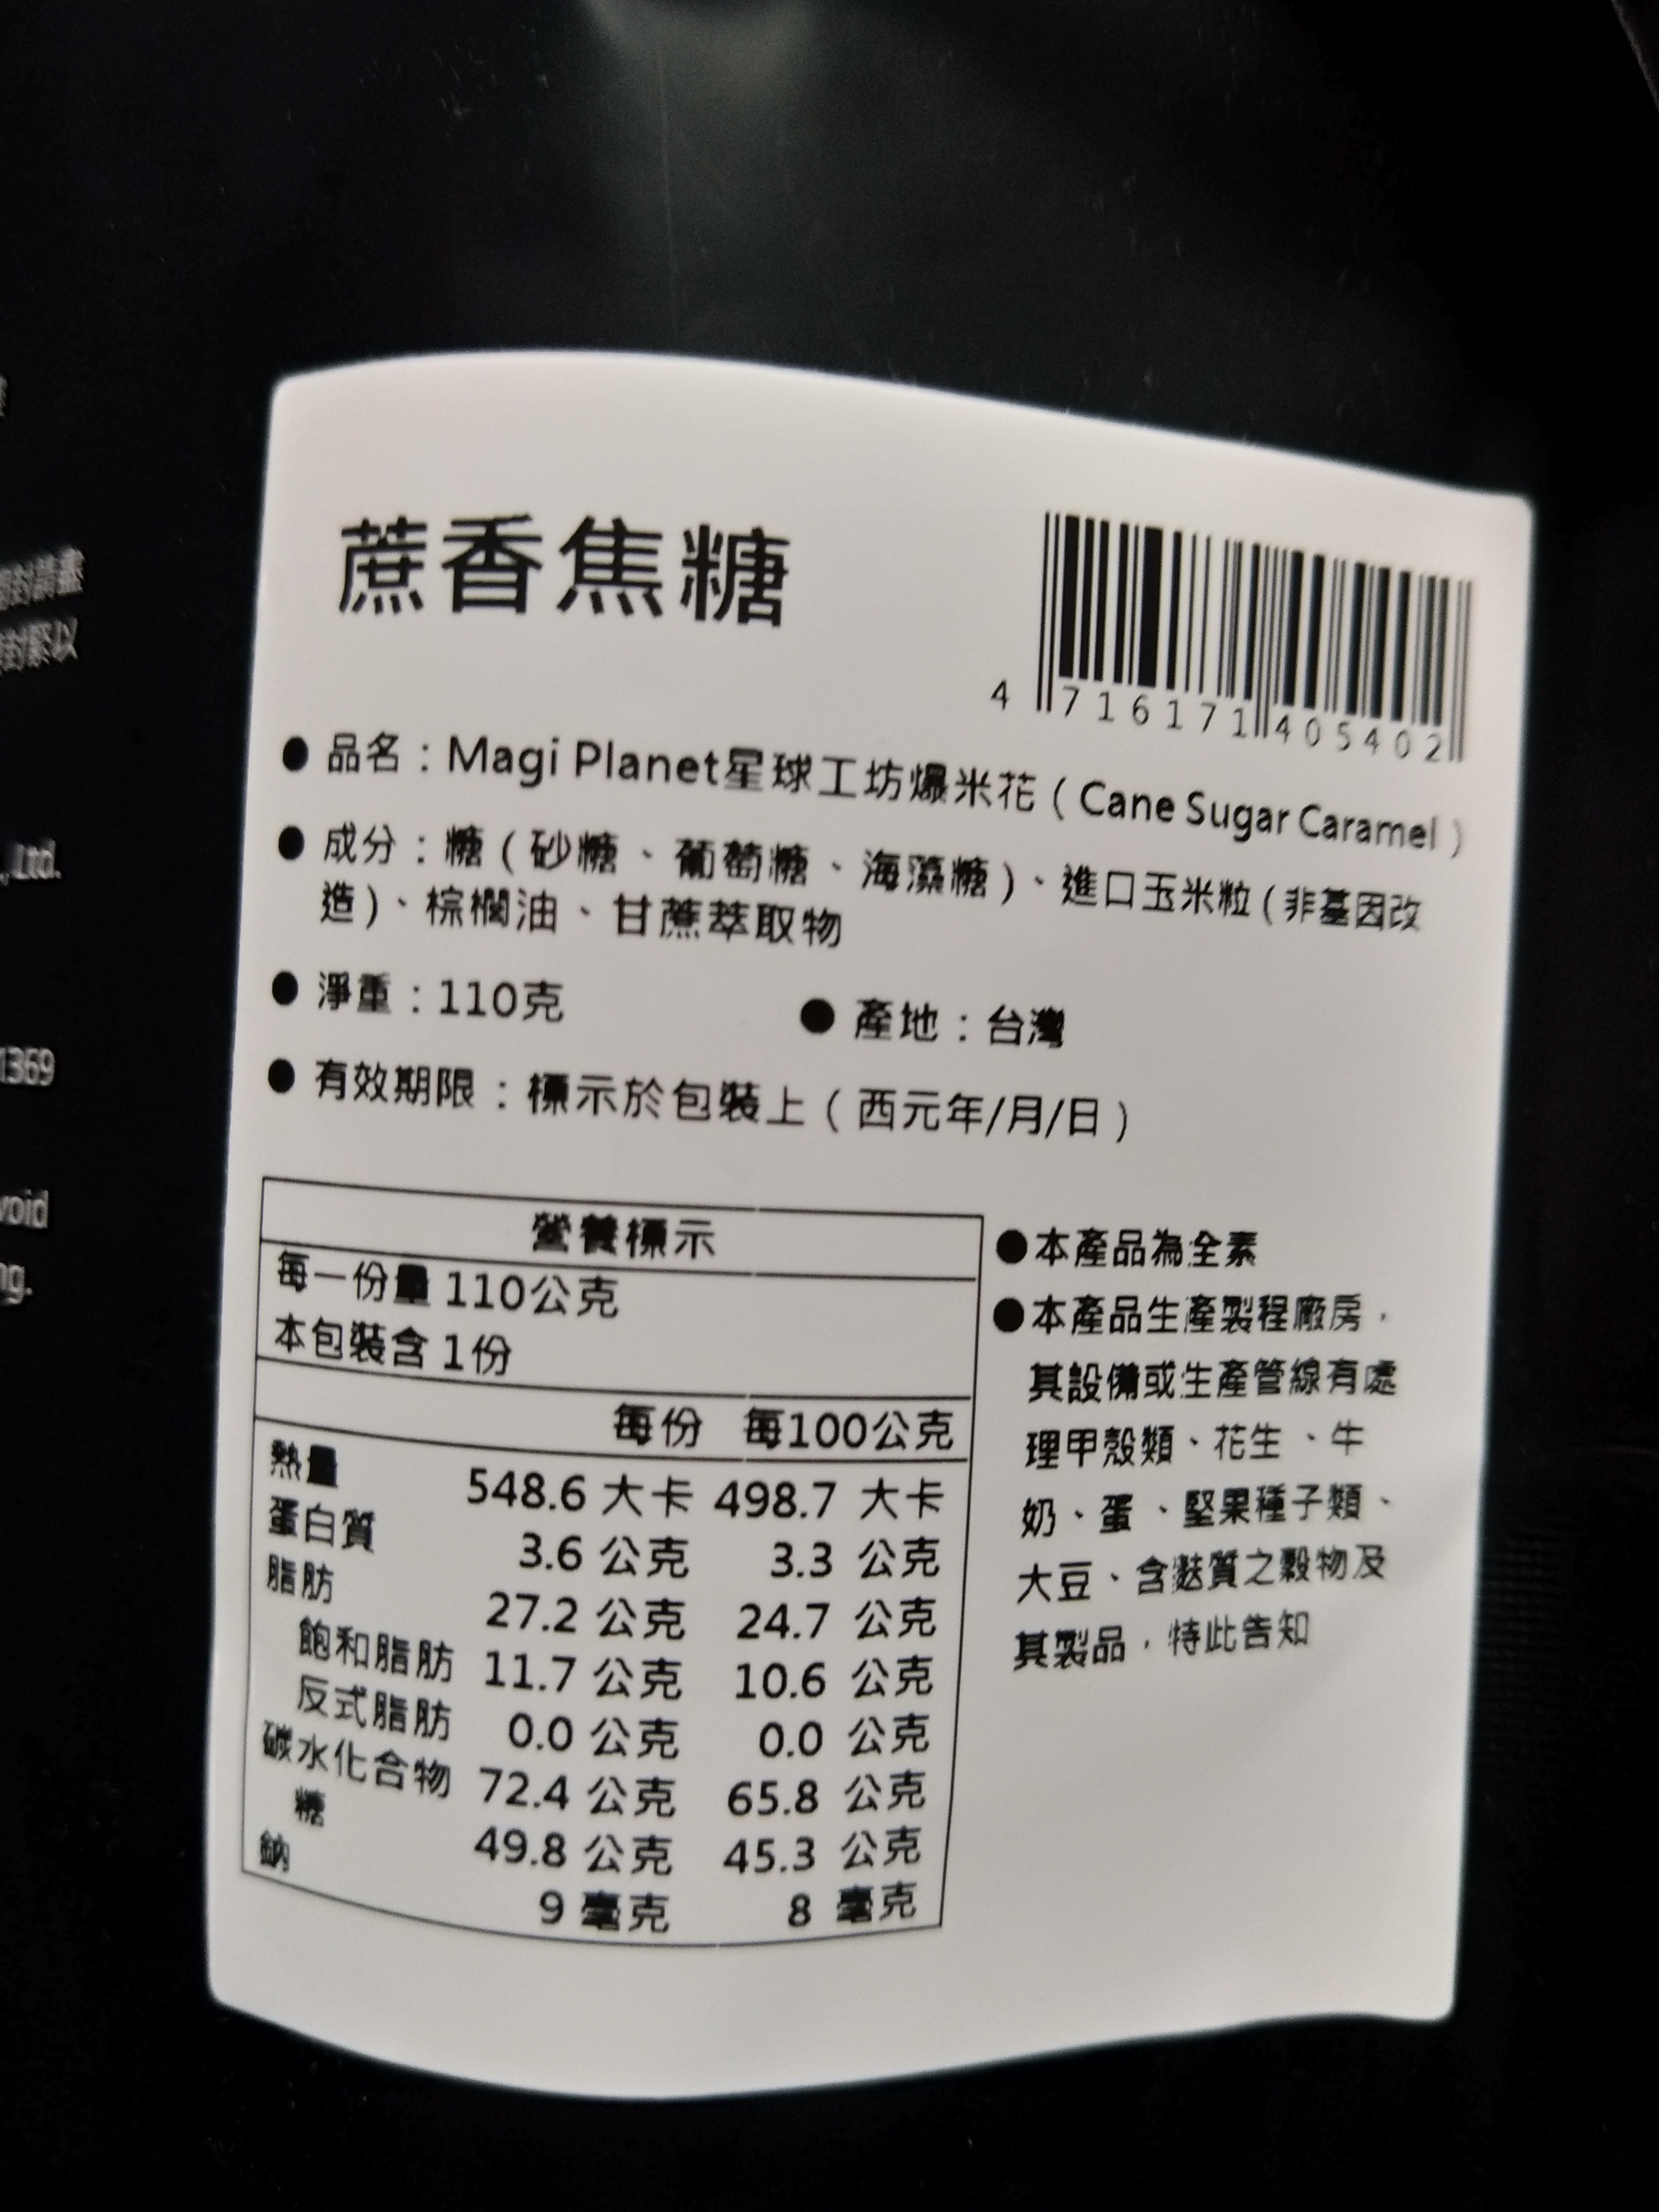 的請盡
封緊以
, Ltd.
1369
void
ng.
蔗香焦糖
4 716171 405402
● 品名：Magi Planet星球工坊爆米花（Cane Sugar Caramel）
● 成分：糖（砂糖、葡萄糖、海藻糖）、進口玉米粒（非基因改
造）、棕櫚油、甘蔗萃取物
● 淨重：110克 ● 產地：台灣
● 有效期限：標示於包裝上（西元年/月/日）
營養標示
每一份量 110公克
本包裝含 1份
每份 每100公克
熱量 548.6 大卡 498.7 大卡
蛋白質 3.6 公克 3.3 公克
脂肪 27.2 公克 24.7 公克
飽和脂肪 11.7 公克 10.6 公克
反式脂肪 0.0 公克 0.0 公克
碳水化合物 72.4 公克 65.8 公克
糖 49.8 公克 45.3 公克
鈉 9 毫克 8 毫克
●本產品為全素
●本產品生產製程廠房，
其設備或生產管線有處
理甲殼類、花生、牛
奶、蛋、堅果種子類、
大豆、含麩質之穀物及
其製品，特此告知